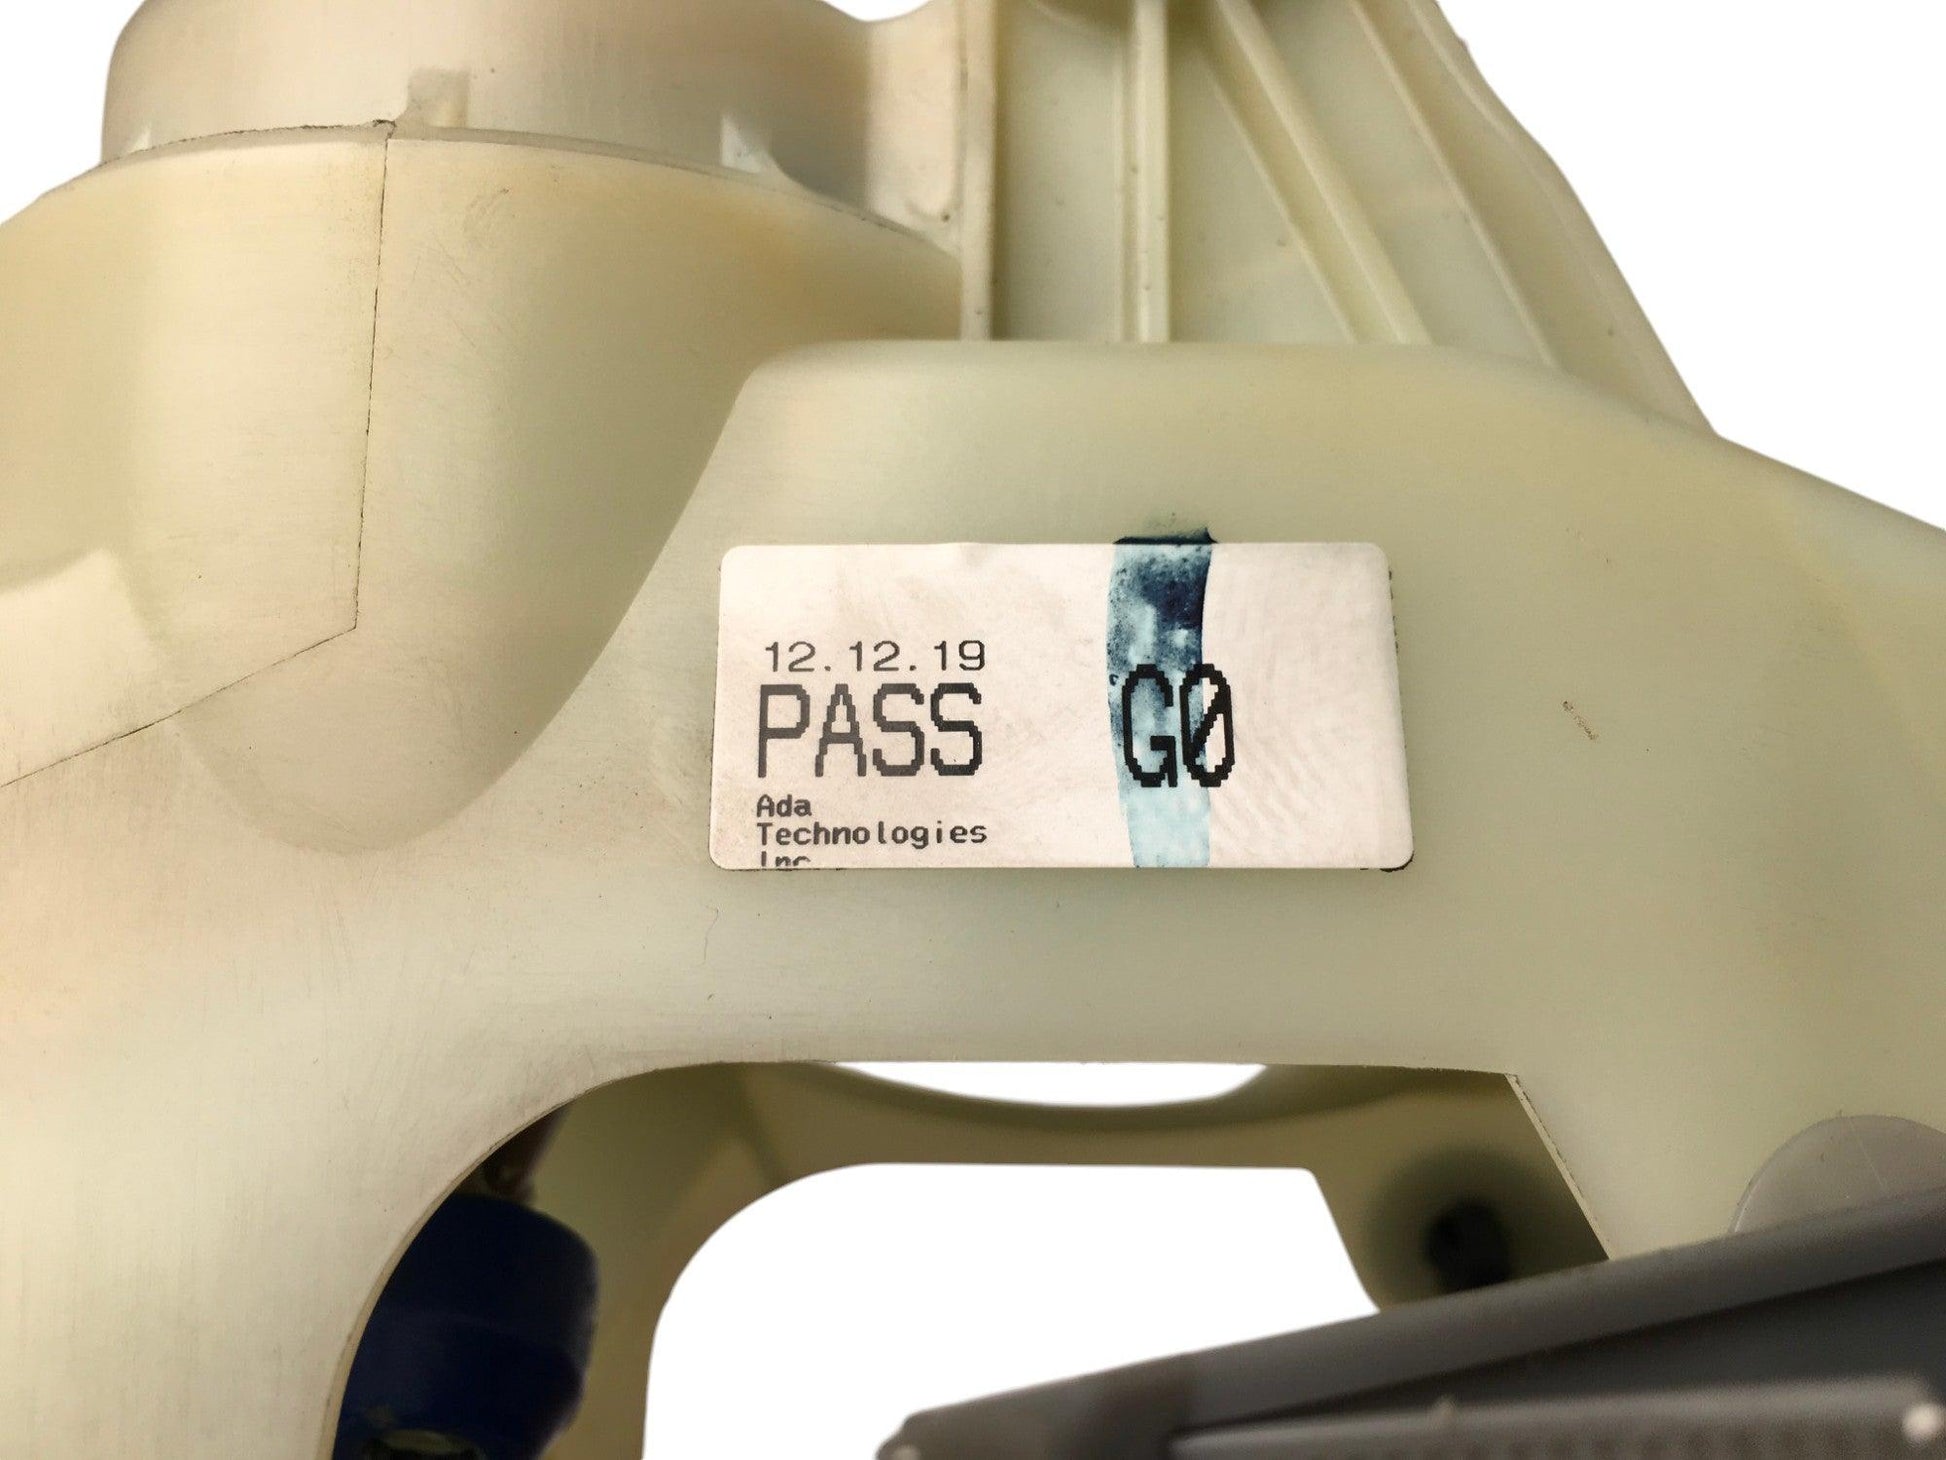 12.12.19
PASS G0
Ada
Technologies
Inc